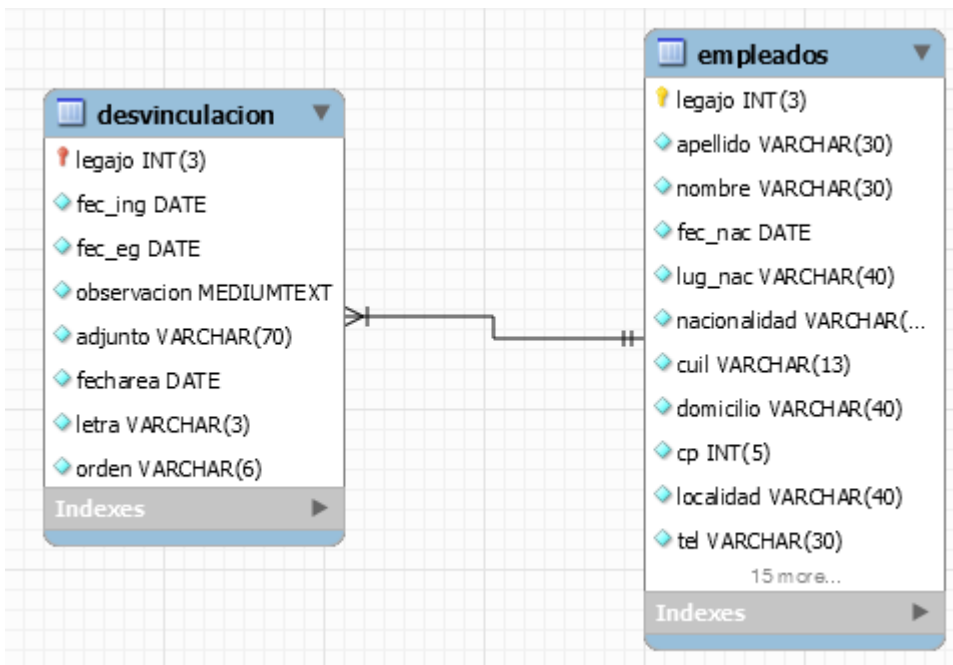 desvinculacion
legajo INT(3)
fec_ing DATE
fec_eg DATE
observacion MEDIUMTEXT
adjunto VARCHAR(70)
fecharea DATE
letra VARCHAR(3)
orden VARCHAR(6)
Indexes
empleados
legajo INT(3)
apellido VARCHAR(30)
nombre VARCHAR(30)
fec_nac DATE
lug_nac VARCHAR(40)
nacionalidad VARCHAR(...
cuil VARCHAR(13)
domicilio VARCHAR(40)
cp INT(5)
localidad VARCHAR(40)
tel VARCHAR(30)
15 more...
Indexes